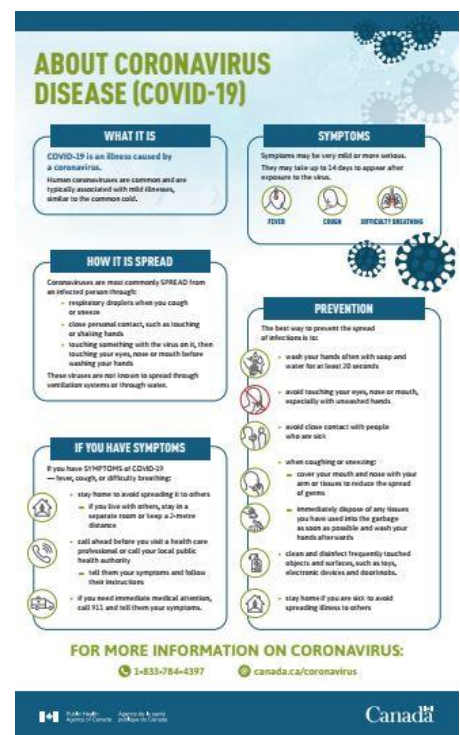 ABOUT CORONAVIRUS
DISEASE (COVID-19)
WHAT IT IS
COVID-19 is an illness caused by
a coronavirus.
Human coronaviruses are common and are
typically associated with mild illnesses,
similar to the common cold.
SYMPTOMS
Symptoms may be very mild or more serious.
They may take up to 14 days to appear after
exposure to the virus.
FEVER
COUGH
DIFFICULTY BREATHING
HOW IT IS SPREAD
Coronaviruses are most commonly SPREAD from
an infected person through:
• respiratory droplets when you cough
or sneeze
• close personal contact, such as touching
or shaking hands
• touching something with the virus on it, then
touching your eyes, nose or mouth before
washing your hands
These viruses are not known to spread through
ventilation systems or through water.
PREVENTION
The best way to prevent the spread
of infections is to:
• wash your hands often with soap and
water for at least 20 seconds
• avoid touching your eyes, nose or mouth,
especially with unwashed hands
• avoid close contact with people
who are sick
• when coughing or sneezing:
– cover your mouth and nose with your
arm or tissues to reduce the spread
of germs
– immediately dispose of any tissues
you have used into the garbage
as soon as possible and wash your
hands afterwards
• clean and disinfect frequently touched
objects and surfaces, such as toys,
electronic devices and doorknobs.
• stay home if you are sick to avoid
spreading illness to others
IF YOU HAVE SYMPTOMS
If you have SYMPTOMS of COVID-19
— fever, cough, or difficulty breathing:
• stay home to avoid spreading it to others
– if you live with others, stay in a
separate room or keep a 2-metre
distance
• call ahead before you visit a health care
professional or call your local public
health authority
– tell them your symptoms and follow
their instructions
• if you need immediate medical attention,
call 911 and tell them your symptoms.
FOR MORE INFORMATION ON CORONAVIRUS:
1-833-784-4397
canada.ca/coronavirus
Public Health
Agency of Canada
Agence de la santé
publique du Canada
Canada